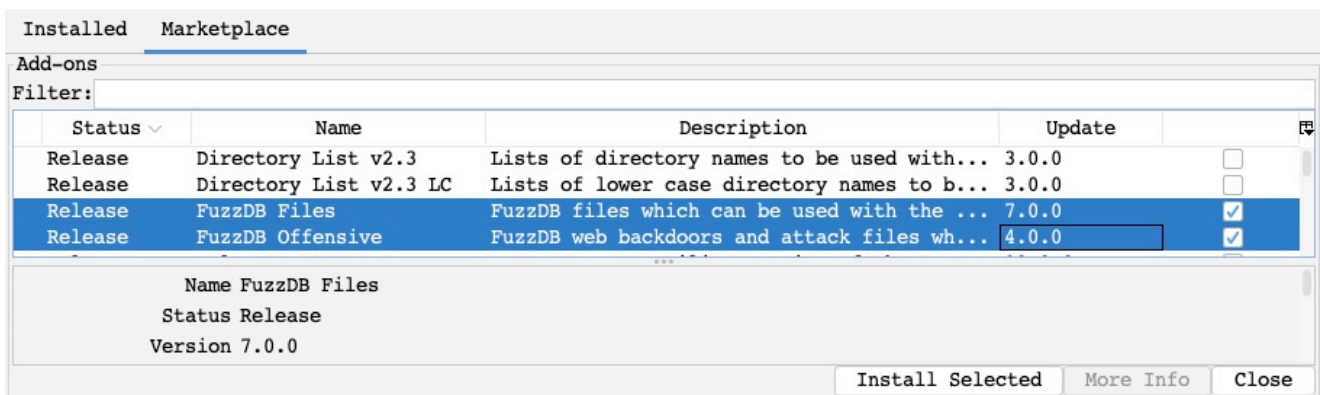 Installed Marketplace
Add-ons
Filter:
Status Name Description Update
Release Directory List v2.3 Lists of directory names to be used with... 3.0.0
Release Directory List v2.3 LC Lists of lower case directory names to b... 3.0.0
Release FuzzDB Files FuzzDB files which can be used with the ... 7.0.0
Release FuzzDB Offensive FuzzDB web backdoors and attack files wh... 4.0.0
Name FuzzDB Files
Status Release
Version 7.0.0
Install Selected More Info Close